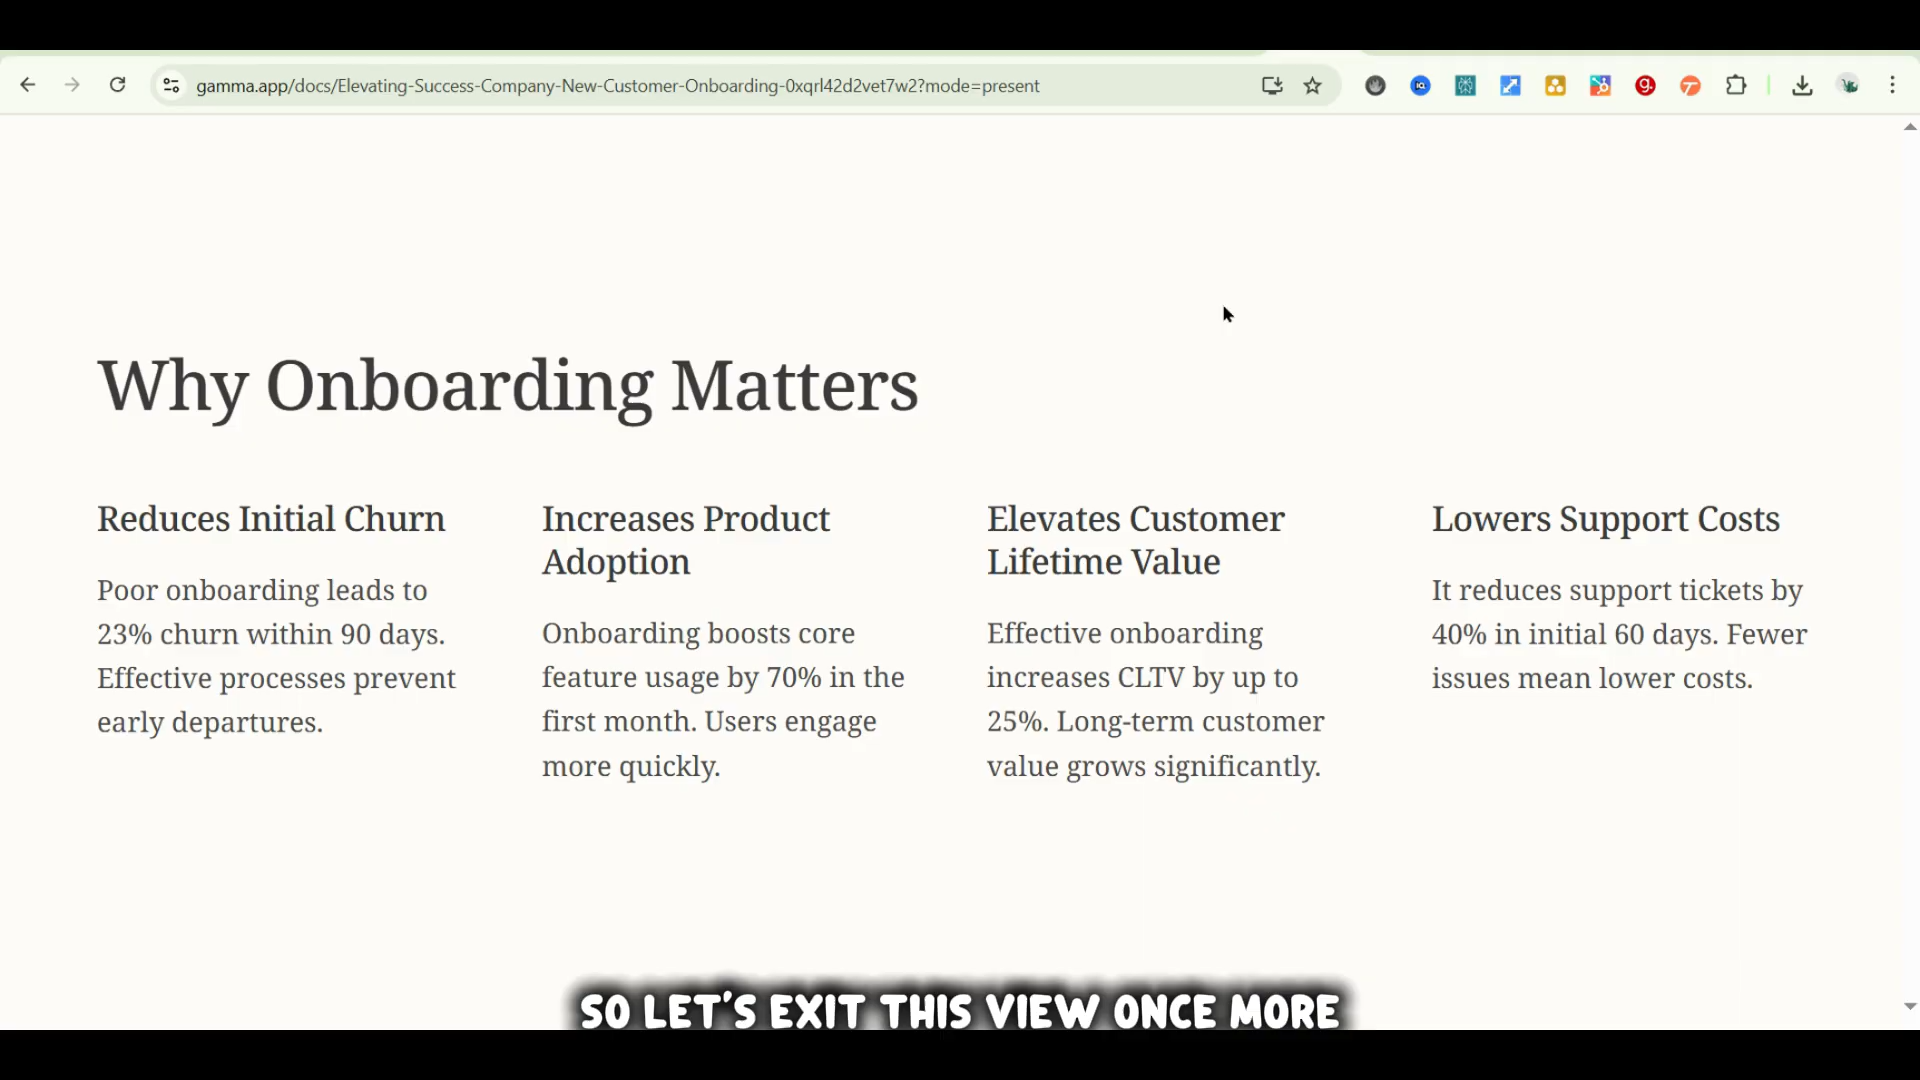 gamma.app/docs/Elevating-Success-Company-New-Customer-Onboarding-0xqrl42d2vet7w2?mode=present
Why Onboarding Matters
Reduces Initial Churn
Poor onboarding leads to
23% churn within 90 days.
Effective processes prevent
early departures.
Increases Product
Adoption
Onboarding boosts core
feature usage by 70% in the
first month. Users engage
more quickly.
Elevates Customer
Lifetime Value
Effective onboarding
increases CLTV by up to
25%. Long-term customer
value grows significantly.
Lowers Support Costs
It reduces support tickets by
40% in initial 60 days. Fewer
issues mean lower costs.
SO LET'S EXIT THIS VIEW ONCE MORE